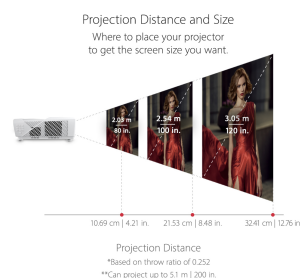 Projection Distance and Size
Where to place your projector
to get the screen size you want.
2.03 m
80 in.
2.54 m
100 in.
3.05 m
120 in.
10.69 cm | 4.21 in.
21.53 cm | 8.48 in.
32.41 cm | 12.76 in
Projection Distance
*Based on throw ratio of 0.252
**Can project up to 5.1 m | 200 in.